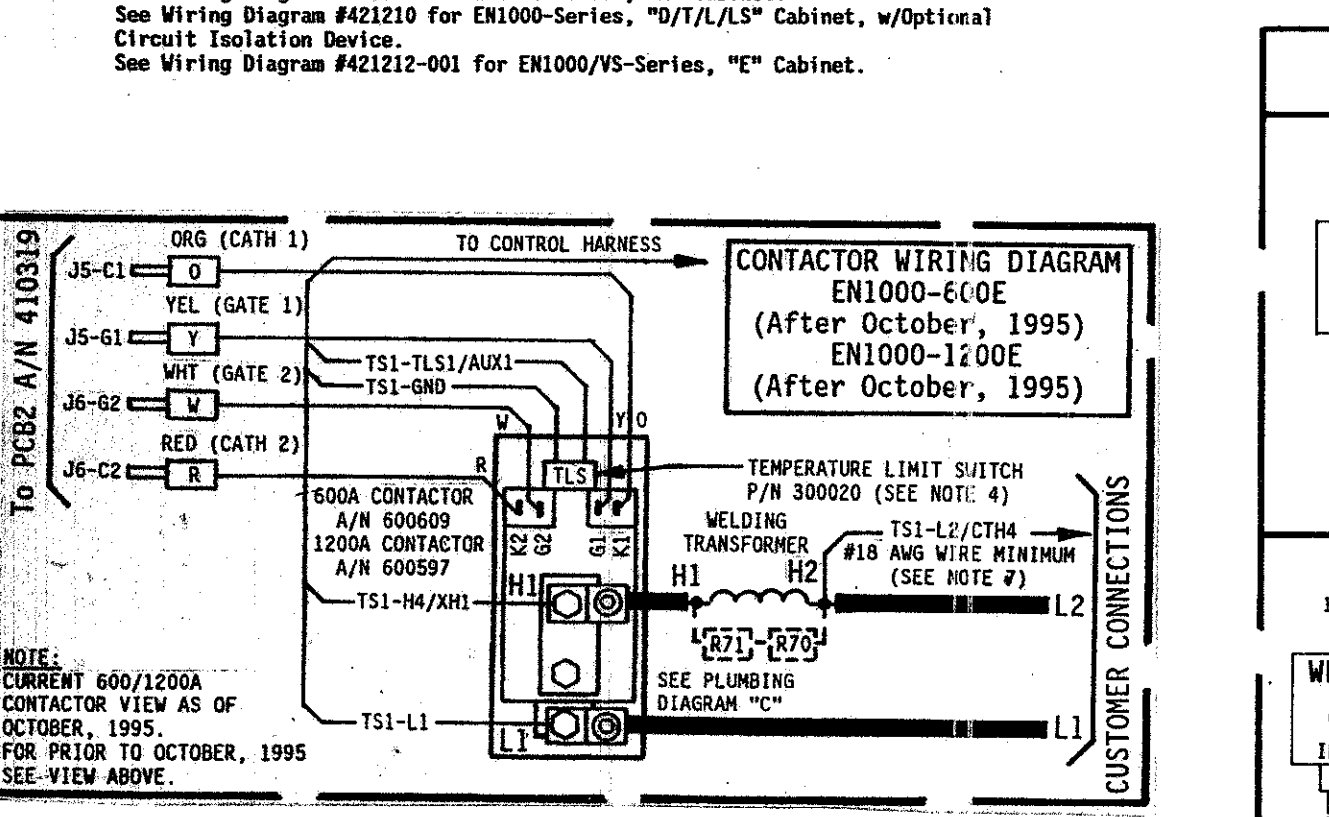 See Wiring Diagram #421210 for EN1000-Series, "D/T/L/LS" Cabinet, w/Optional
Circuit Isolation Device.
See Wiring Diagram #421212-001 for EN1000/VS-Series, "E" Cabinet.
To PCB2 A/N 410319
ORG (CATH 1)
J5-C1 O
YEL (GATE 1)
J5-G1 Y
WHT (GATE 2)
J6-G2 W
RED (CATH 2)
J6-C2 R
TO CONTROL HARNESS
CONTACTOR WIRING DIAGRAM
EN1000-600E
(After October, 1995)
EN1000-1200E
(After October, 1995)
TS1-TLS1/AUX1
TS1-GND
W
Y O
R
TLS
TEMPERATURE LIMIT SWITCH
P/N 300020 (SEE NOTE 4)
600A CONTACTOR
A/N 600609
1200A CONTACTOR
A/N 600597
K2 G2 G1 K1
WELDING
TRANSFORMER
TS1-L2/CTH4
#18 AWG WIRE MINIMUM
(SEE NOTE 7)
H1
H1
H2
TS1-H4/XH1
L2
R71 R70
SEE PLUMBING
DIAGRAM "C"
TS1-L1
L1
L1
CUSTOMER CONNECTIONS
NOTE:
CURRENT 600/1200A
CONTACTOR VIEW AS OF
OCTOBER, 1995.
FOR PRIOR TO OCTOBER, 1995
SEE VIEW ABOVE.